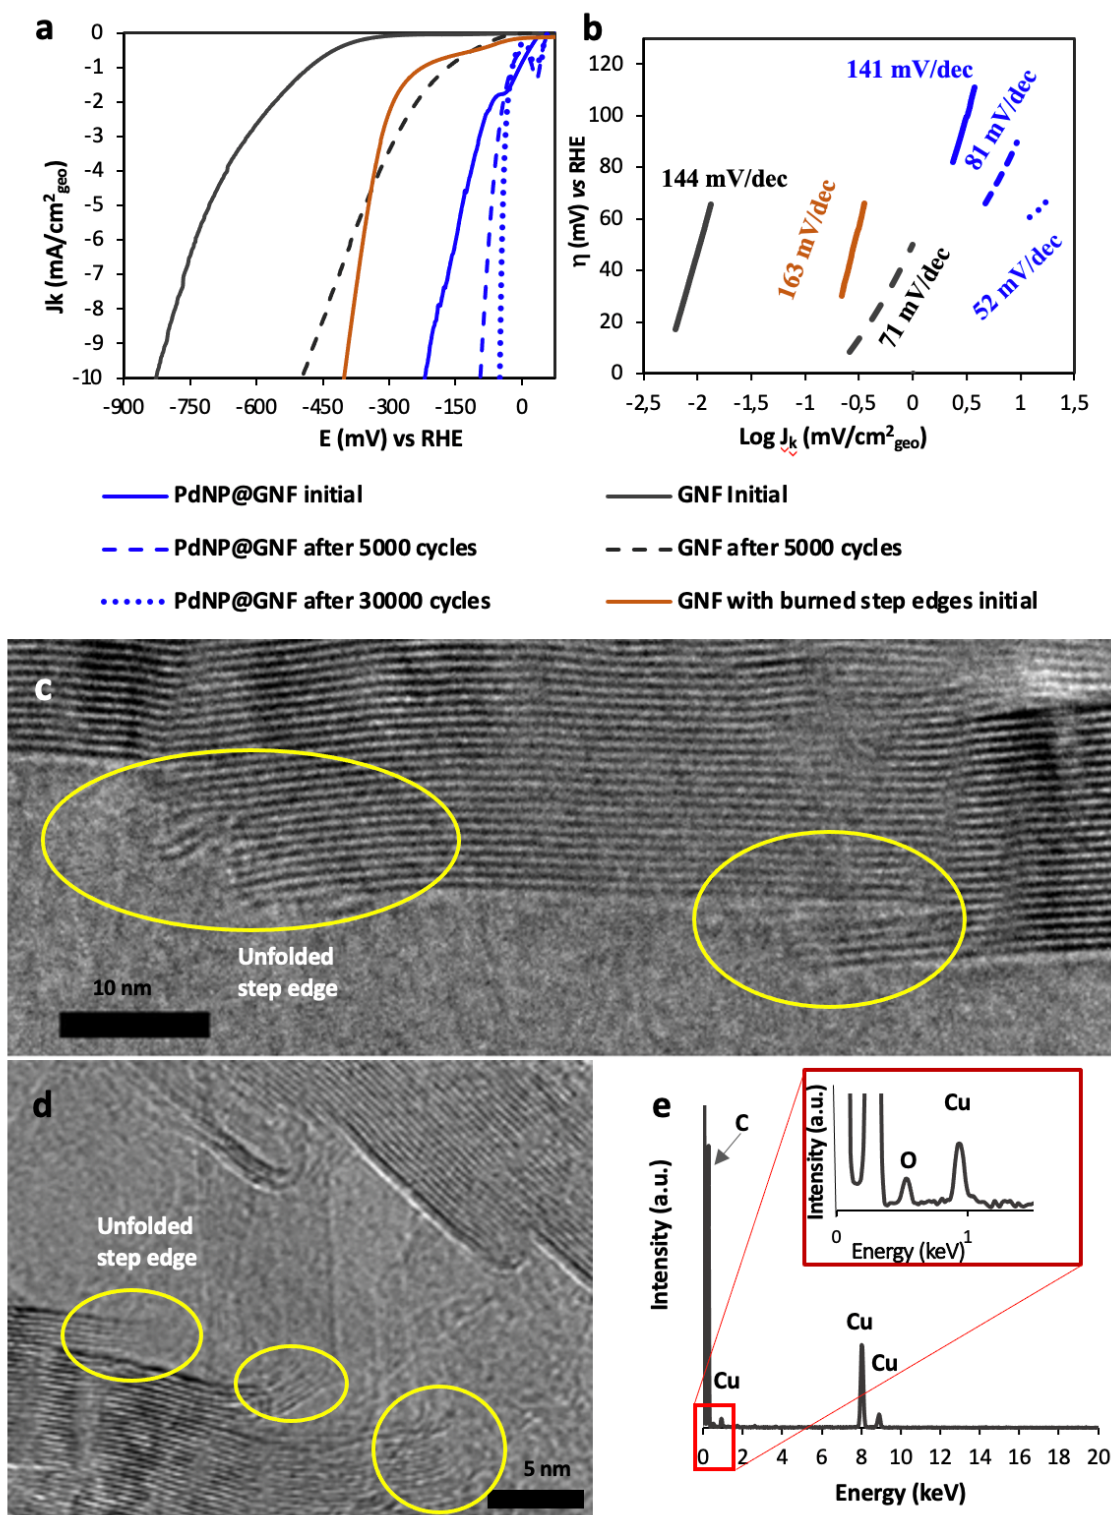 a
0
-1
-2
-3
-4
-5
-6
-7
-8
-9
-10
Jk (mA/cm²geo)
-900 -750 -600 -450 -300 -150 0
E (mV) vs RHE
b
120
100
80
60
40
20
0
η (mV) vs RHE
141 mV/dec
81 mV/dec
144 mV/dec
163 mV/dec
71 mV/dec
52 mV/dec
-2,5 -2 -1,5 -1 -0,5 0 0,5 1 1,5
Log Jk (mV/cm²geo)
PdNP@GNF initial
PdNP@GNF after 5000 cycles
PdNP@GNF after 30000 cycles
GNF Initial
GNF after 5000 cycles
GNF with burned step edges initial
c
Unfolded
step edge
10 nm
d
Unfolded
step edge
5 nm
e
C
Intensity (a.u.)
Cu
Cu
Cu
0 2 4 6 8 10 12 14 16 18 20
Energy (keV)
Intensity (a.u.)
O
Cu
0 1
Energy (keV)